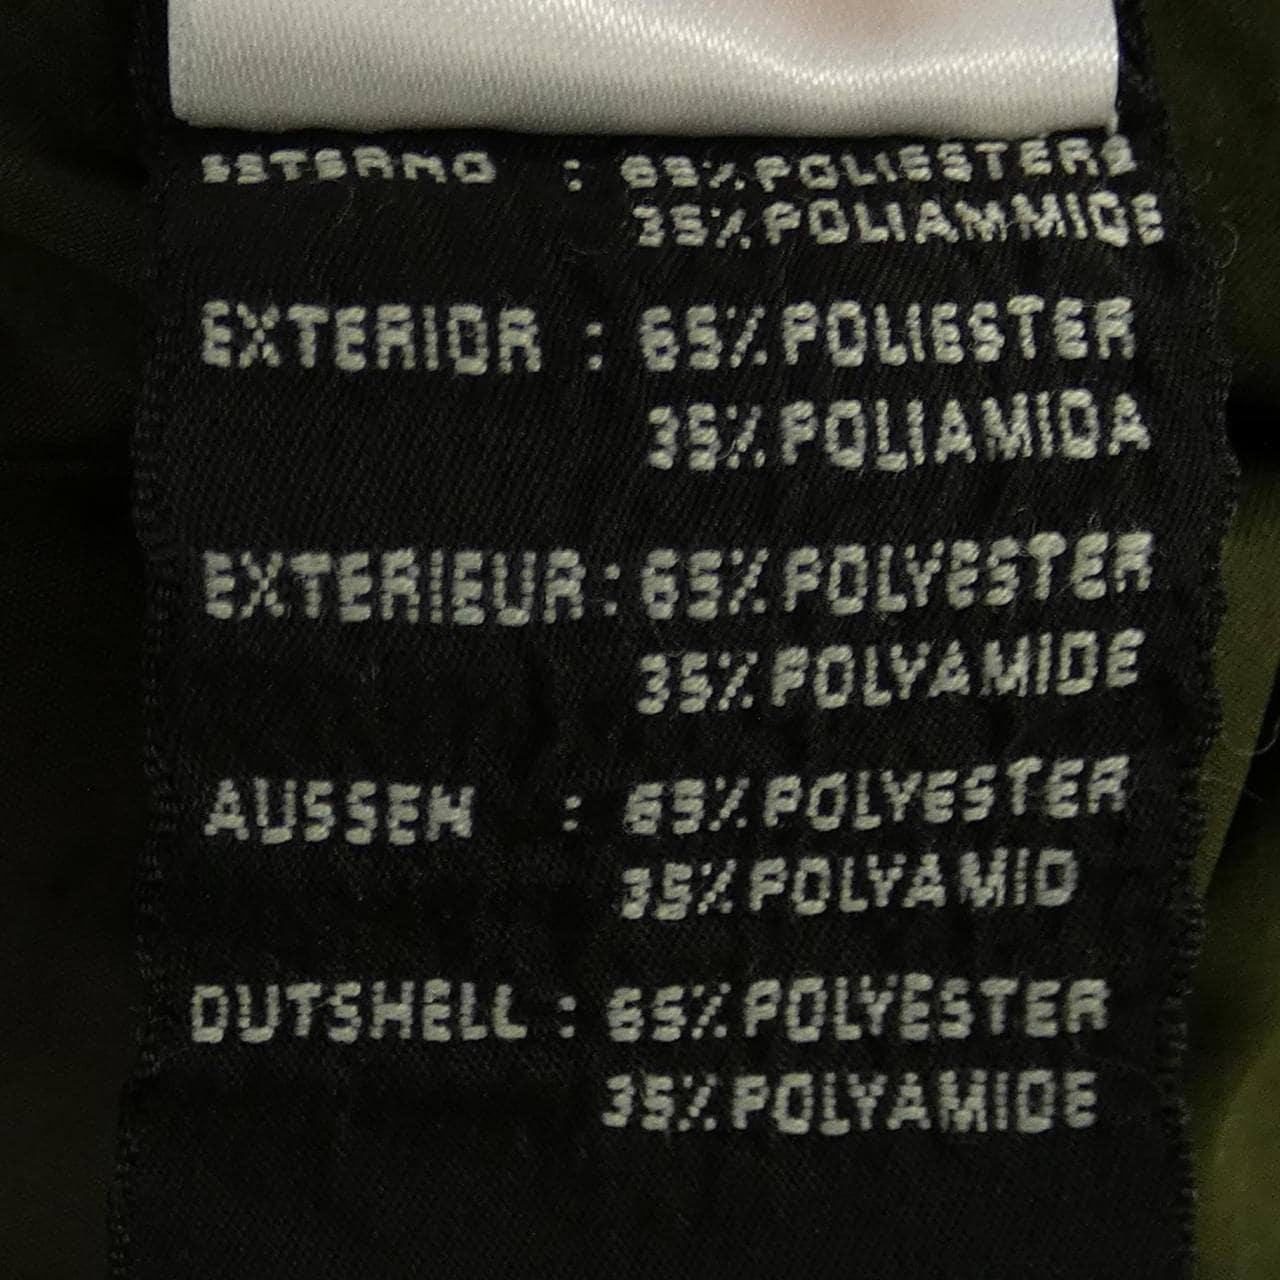 ESTERNO : 65% POLIESTERE
35% POLIAMMIDE
EXTERIOR : 65% POLIESTER
35% POLIAMIDA
EXTERIEUR : 65% POLYESTER
35% POLYAMIDE
AUSSEN : 65% POLYESTER
35% POLYAMID
OUTSHELL : 65% POLYESTER
35% POLYAMIDE